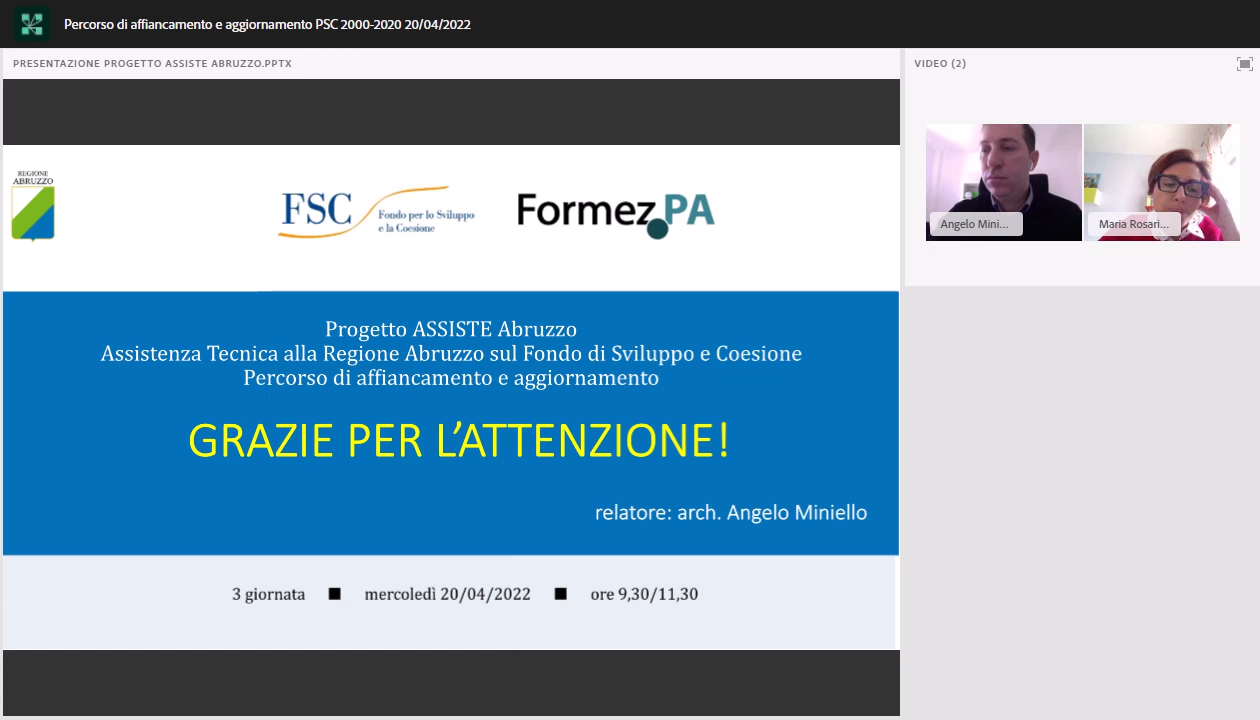 Percorso di affiancamento e aggiornamento PSC 2000-2020 20/04/2022
PRESENTAZIONE PROGETTO ASSISTE ABRUZZO.PPTX
VIDEO (2)
REGIONE
ABRUZZO
FSC
Fondo per lo Sviluppo
e la Coesione
Formez PA
Progetto ASSISTE Abruzzo
Assistenza Tecnica alla Regione Abruzzo sul Fondo di Sviluppo e Coesione
Percorso di affiancamento e aggiornamento
GRAZIE PER L'ATTENZIONE!
relatore: arch. Angelo Miniello
3 giornata ■ mercoledì 20/04/2022 ■ ore 9,30/11,30
Angelo Mini...
Maria Rosari...